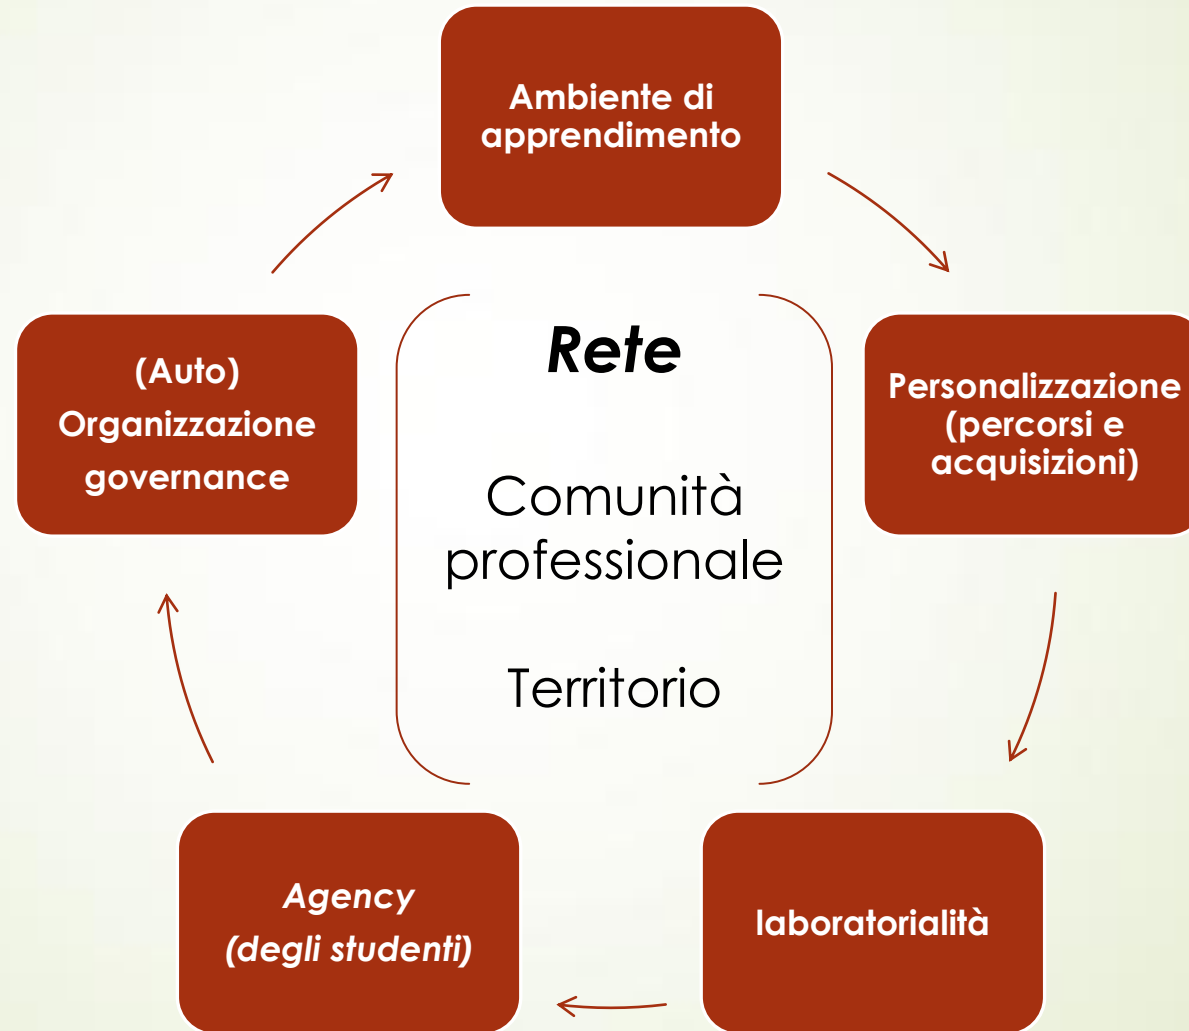 Ambiente di
apprendimento
Personalizzazione
(percorsi e
acquisizioni)
laboratorialità
Agency
(degli studenti)
(Auto)
Organizzazione
governance
Rete
Comunità
professionale
Territorio